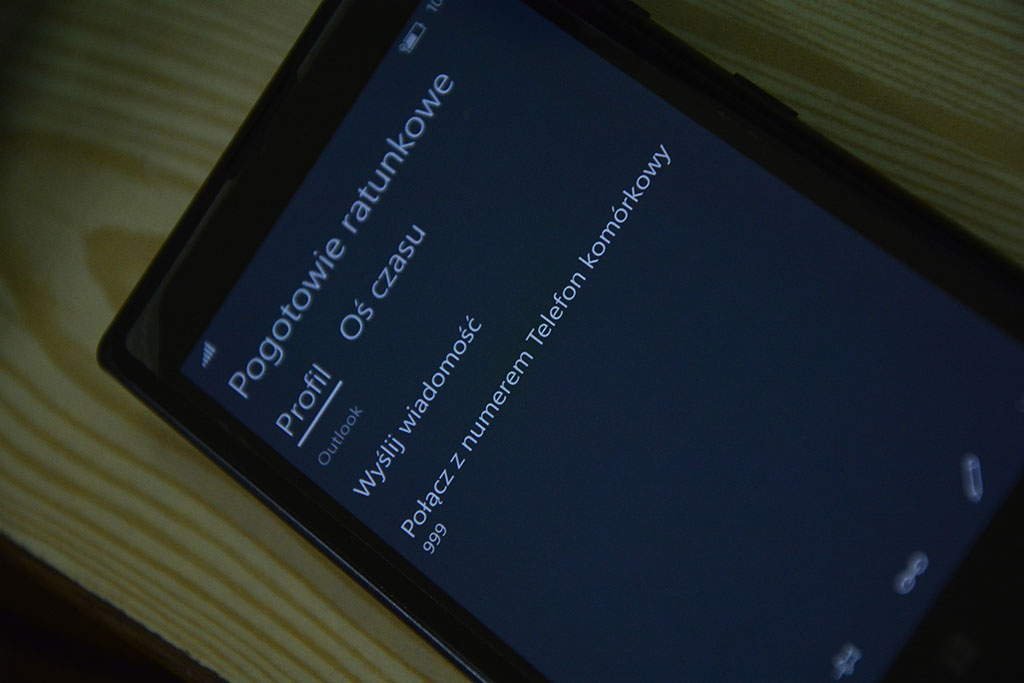 Pogotowie ratunkowe
Profil Oś czasu
Outlook
Wyślij wiadomość
Połącz z numerem Telefon komórkowy
999